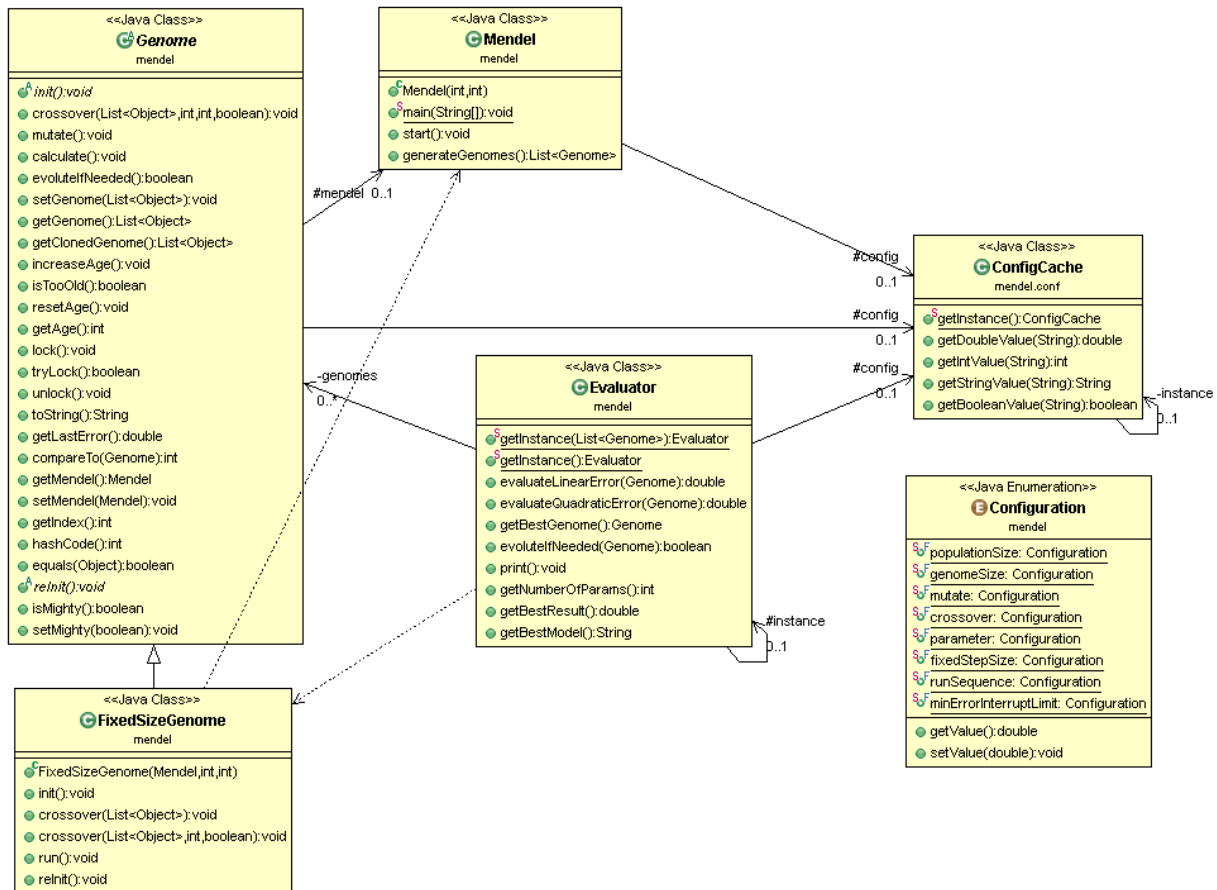 <<Java Class>>
Genome
mendel
init():void
crossover(List<Object>,int,int,boolean):void
mutate():void
calculate():void
evoluteIfNeeded():boolean
setGenome(List<Object>):void
getGenome():List<Object>
getClonedGenome():List<Object>
increaseAge():void
isTooOld():boolean
resetAge():void
getAge():int
lock():void
tryLock():boolean
unlock():void
toString():String
getLastError():double
compareTo(Genome):int
getMendel():Mendel
setMendel(Mendel):void
getIndex():int
hashCode():int
equals(Object):boolean
reInit():void
isMighty():boolean
setMighty(boolean):void
<<Java Class>>
Mendel
mendel
Mendel(int,int)
main(String[]):void
start():void
generateGenomes():List<Genome>
#mendel 0..1
#config
0..1
#config
0..1
#config
0..1
<<Java Class>>
ConfigCache
mendel.conf
getInstance():ConfigCache
getDoubleValue(String):double
getIntValue(String):int
getStringValue(String):String
getBooleanValue(String):boolean
-instance
0..1
-genomes
0..*
<<Java Class>>
Evaluator
mendel
getInstance(List<Genome>):Evaluator
getInstance():Evaluator
evaluateLinearError(Genome):double
evaluateQuadraticError(Genome):double
getBestGenome():Genome
evoluteIfNeeded(Genome):boolean
print():void
getNumberOfParams():int
getBestResult():double
getBestModel():String
#instance
0..1
<<Java Enumeration>>
Configuration
mendel
populationSize: Configuration
genomeSize: Configuration
mutate: Configuration
crossover: Configuration
parameter: Configuration
fixedStepSize: Configuration
runSequence: Configuration
minErrorInterruptLimit: Configuration
getValue():double
setValue(double):void
<<Java Class>>
FixedSizeGenome
mendel
FixedSizeGenome(Mendel,int,int)
init():void
crossover(List<Object>):void
crossover(List<Object>,int,boolean):void
run():void
reInit():void